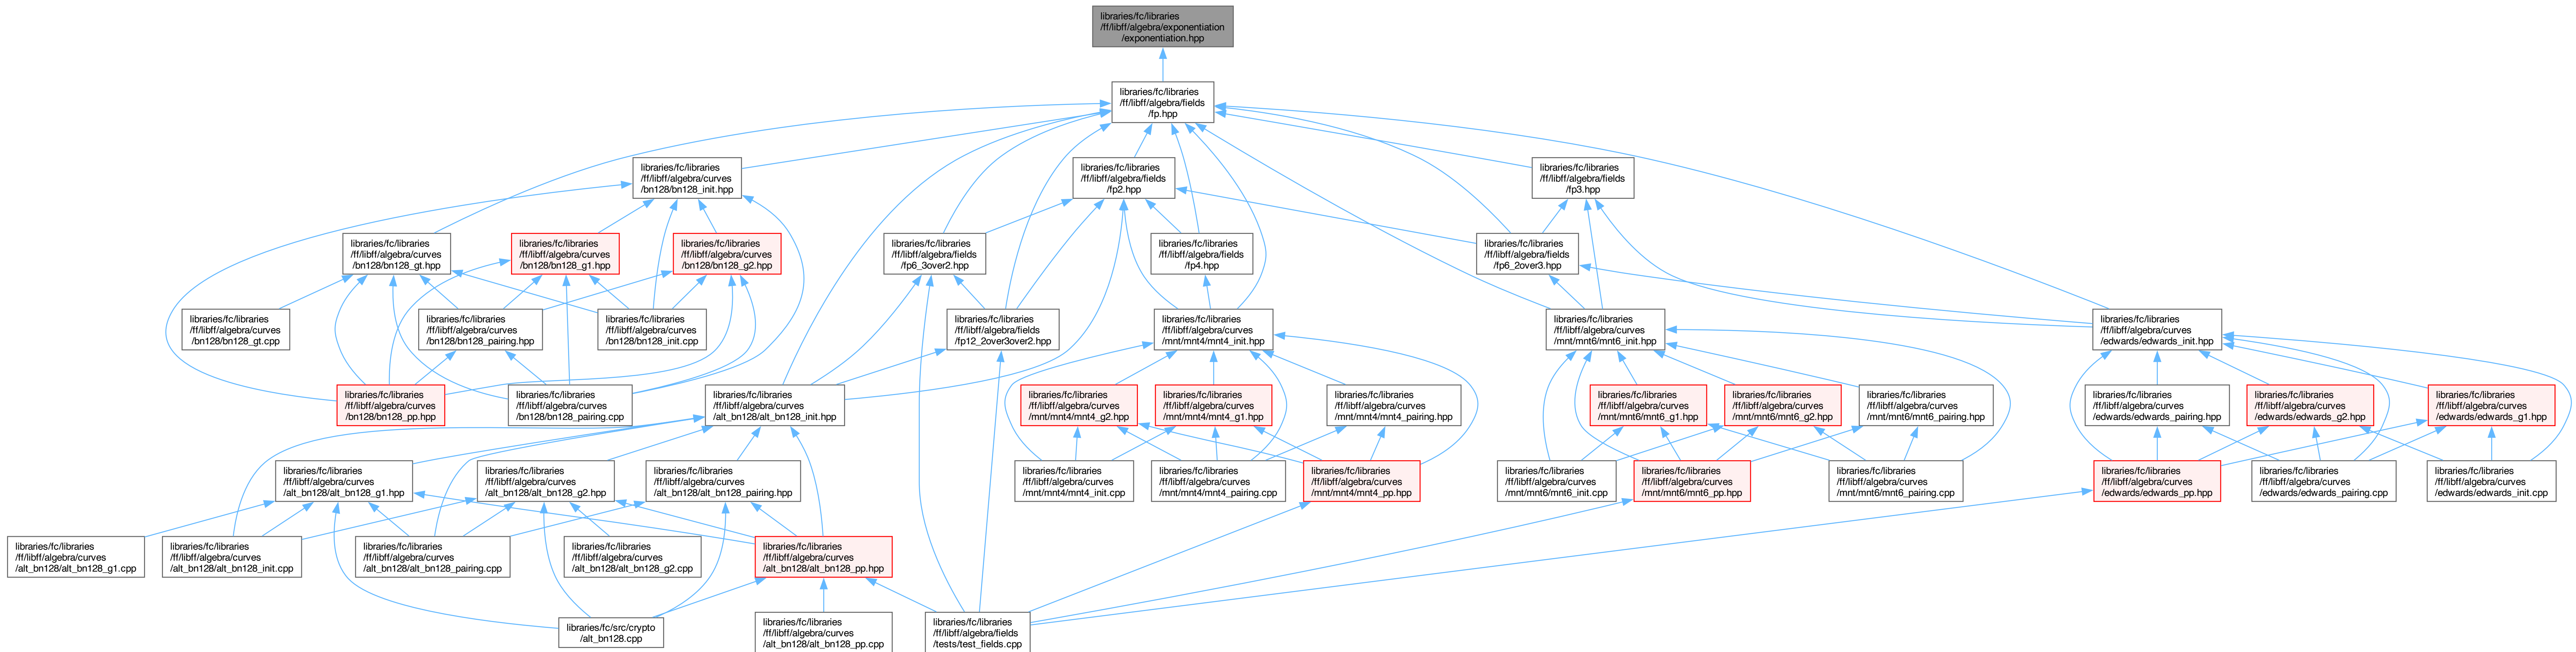 libraries/fc/libraries
/ff/libff/algebra/exponentiation
/exponentiation.hpp
libraries/fc/libraries
/ff/libff/algebra/fields
/fp.hpp
libraries/fc/libraries
/ff/libff/algebra/curves
/bn128/bn128_init.hpp
libraries/fc/libraries
/ff/libff/algebra/fields
/fp2.hpp
libraries/fc/libraries
/ff/libff/algebra/fields
/fp3.hpp
libraries/fc/libraries
/ff/libff/algebra/curves
/bn128/bn128_gt.hpp
libraries/fc/libraries
/ff/libff/algebra/curves
/bn128/bn128_g1.hpp
libraries/fc/libraries
/ff/libff/algebra/curves
/bn128/bn128_g2.hpp
libraries/fc/libraries
/ff/libff/algebra/fields
/fp6_3over2.hpp
libraries/fc/libraries
/ff/libff/algebra/fields
/fp4.hpp
libraries/fc/libraries
/ff/libff/algebra/fields
/fp6_2over3.hpp
libraries/fc/libraries
/ff/libff/algebra/curves
/bn128/bn128_gt.cpp
libraries/fc/libraries
/ff/libff/algebra/curves
/bn128/bn128_pairing.hpp
libraries/fc/libraries
/ff/libff/algebra/curves
/bn128/bn128_init.cpp
libraries/fc/libraries
/ff/libff/algebra/fields
/fp12_2over3over2.hpp
libraries/fc/libraries
/ff/libff/algebra/curves
/mnt/mnt4/mnt4_init.hpp
libraries/fc/libraries
/ff/libff/algebra/curves
/mnt/mnt6/mnt6_init.hpp
libraries/fc/libraries
/ff/libff/algebra/curves
/edwards/edwards_init.hpp
libraries/fc/libraries
/ff/libff/algebra/curves
/bn128/bn128_pp.hpp
libraries/fc/libraries
/ff/libff/algebra/curves
/bn128/bn128_pairing.cpp
libraries/fc/libraries
/ff/libff/algebra/curves
/alt_bn128/alt_bn128_init.hpp
libraries/fc/libraries
/ff/libff/algebra/curves
/mnt/mnt4/mnt4_g2.hpp
libraries/fc/libraries
/ff/libff/algebra/curves
/mnt/mnt4/mnt4_g1.hpp
libraries/fc/libraries
/ff/libff/algebra/curves
/mnt/mnt4/mnt4_pairing.hpp
libraries/fc/libraries
/ff/libff/algebra/curves
/mnt/mnt6/mnt6_g1.hpp
libraries/fc/libraries
/ff/libff/algebra/curves
/mnt/mnt6/mnt6_g2.hpp
libraries/fc/libraries
/ff/libff/algebra/curves
/mnt/mnt6/mnt6_pairing.hpp
libraries/fc/libraries
/ff/libff/algebra/curves
/edwards/edwards_pairing.hpp
libraries/fc/libraries
/ff/libff/algebra/curves
/edwards/edwards_g2.hpp
libraries/fc/libraries
/ff/libff/algebra/curves
/edwards/edwards_g1.hpp
libraries/fc/libraries
/ff/libff/algebra/curves
/alt_bn128/alt_bn128_g1.hpp
libraries/fc/libraries
/ff/libff/algebra/curves
/alt_bn128/alt_bn128_g2.hpp
libraries/fc/libraries
/ff/libff/algebra/curves
/alt_bn128/alt_bn128_pairing.hpp
libraries/fc/libraries
/ff/libff/algebra/curves
/mnt/mnt4/mnt4_init.cpp
libraries/fc/libraries
/ff/libff/algebra/curves
/mnt/mnt4/mnt4_pairing.cpp
libraries/fc/libraries
/ff/libff/algebra/curves
/mnt/mnt4/mnt4_pp.hpp
libraries/fc/libraries
/ff/libff/algebra/curves
/mnt/mnt6/mnt6_init.cpp
libraries/fc/libraries
/ff/libff/algebra/curves
/mnt/mnt6/mnt6_pp.hpp
libraries/fc/libraries
/ff/libff/algebra/curves
/mnt/mnt6/mnt6_pairing.cpp
libraries/fc/libraries
/ff/libff/algebra/curves
/edwards/edwards_pp.hpp
libraries/fc/libraries
/ff/libff/algebra/curves
/edwards/edwards_pairing.cpp
libraries/fc/libraries
/ff/libff/algebra/curves
/edwards/edwards_init.cpp
libraries/fc/libraries
/ff/libff/algebra/curves
/alt_bn128/alt_bn128_g1.cpp
libraries/fc/libraries
/ff/libff/algebra/curves
/alt_bn128/alt_bn128_init.cpp
libraries/fc/libraries
/ff/libff/algebra/curves
/alt_bn128/alt_bn128_pairing.cpp
libraries/fc/libraries
/ff/libff/algebra/curves
/alt_bn128/alt_bn128_g2.cpp
libraries/fc/libraries
/ff/libff/algebra/curves
/alt_bn128/alt_bn128_pp.hpp
libraries/fc/src/crypto
/alt_bn128.cpp
libraries/fc/libraries
/ff/libff/algebra/curves
/alt_bn128/alt_bn128_pp.cpp
libraries/fc/libraries
/ff/libff/algebra/fields
/tests/test_fields.cpp